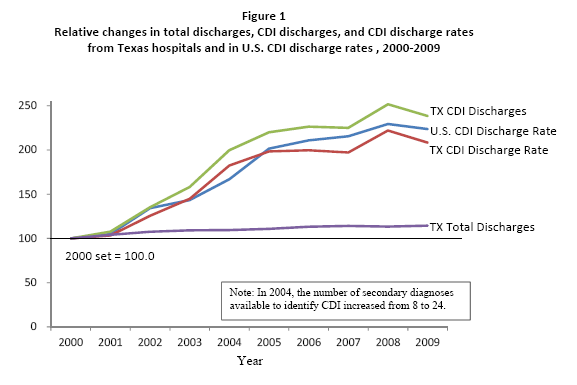 Figure 1
Relative changes in total discharges, CDI discharges, and CDI discharge rates
from Texas hospitals and in U.S. CDI discharge rates , 2000-2009
250
200
150
100
50
0
TX CDI Discharges
U.S. CDI Discharge Rate
TX CDI Discharge Rate
TX Total Discharges
2000 set = 100.0
Note: In 2004, the number of secondary diagnoses
available to identify CDI increased from 8 to 24.
2000 2001 2002 2003 2004 2005 2006 2007 2008 2009
Year